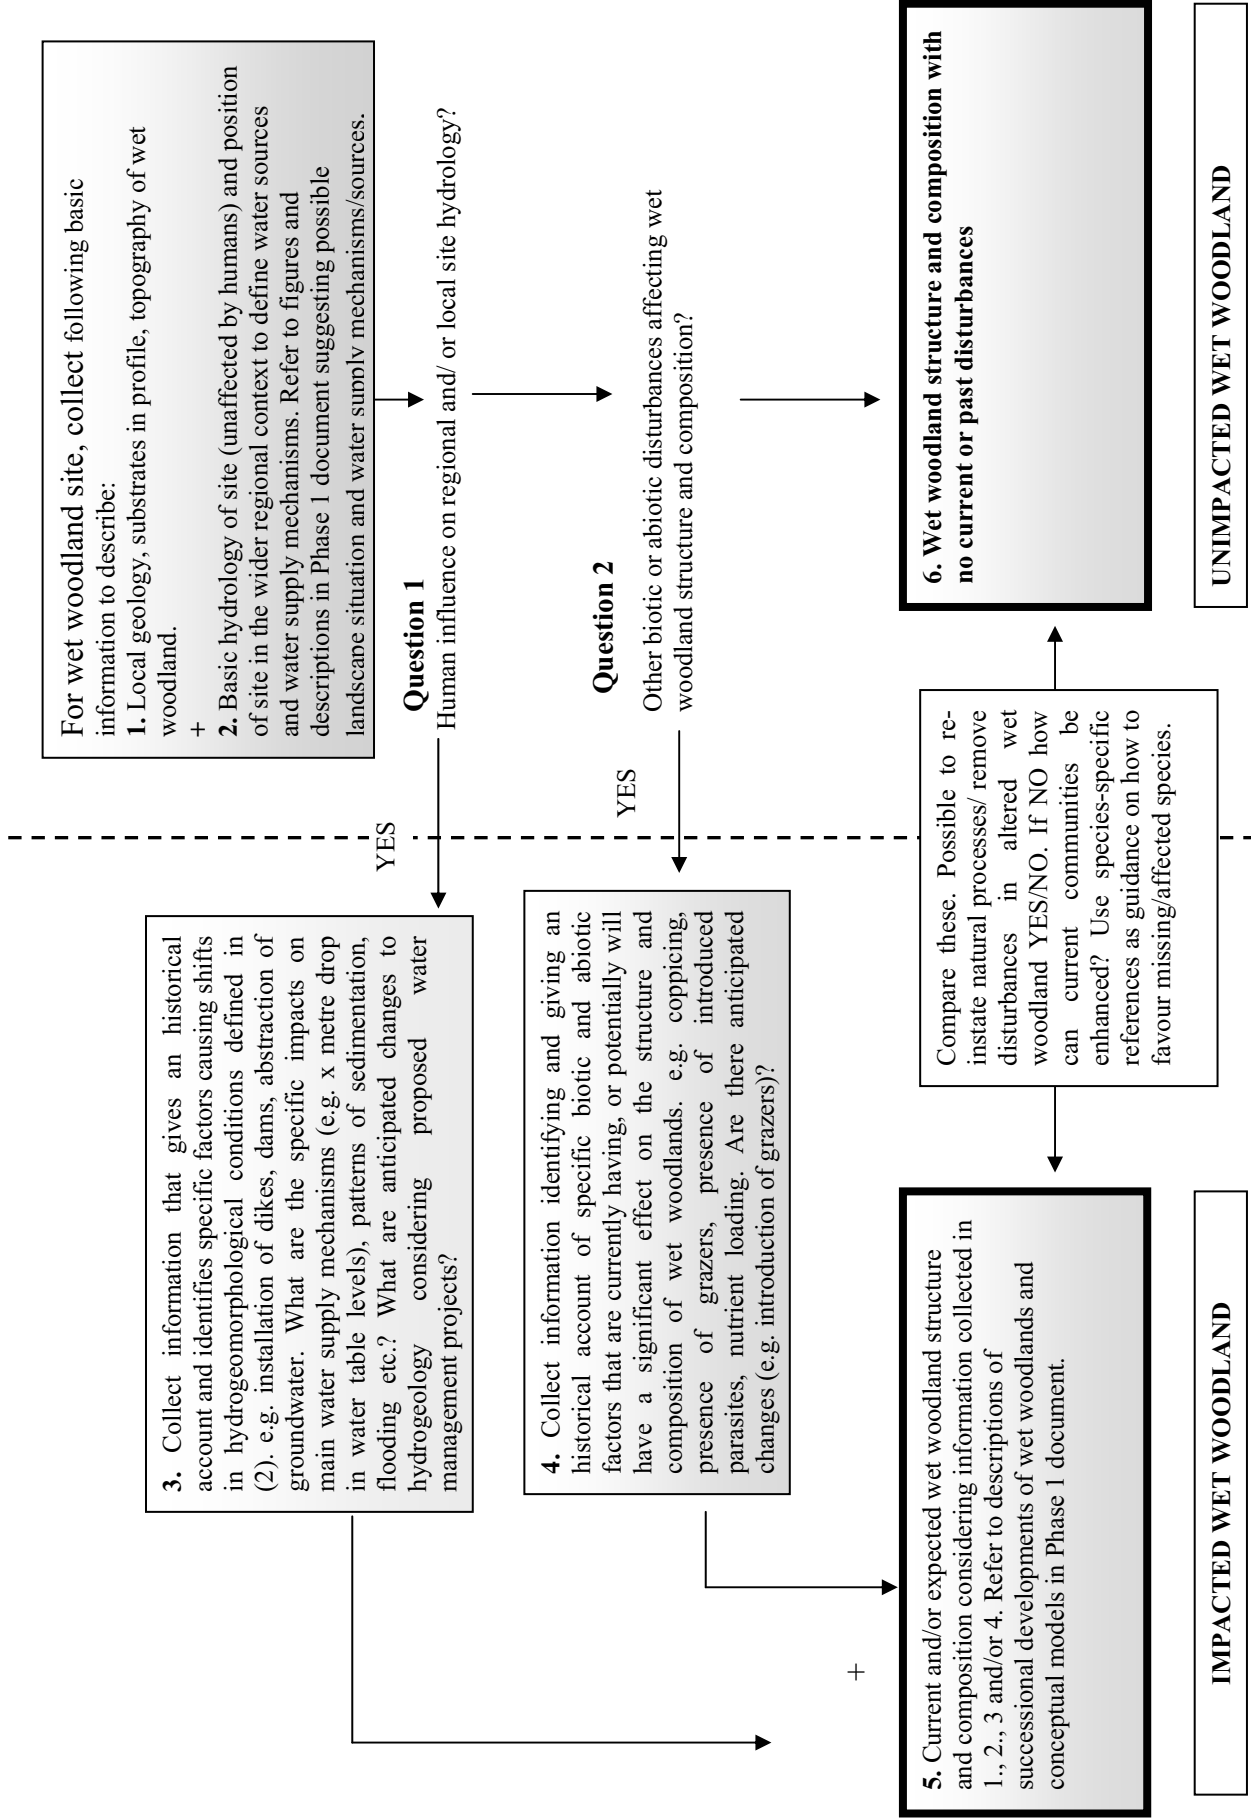 For wet woodland site, collect following basic
information to describe:
1. Local geology, substrates in profile, topography of wet
woodland.
+
2. Basic hydrology of site (unaffected by humans) and position
of site in the wider regional context to define water sources
and water supply mechanisms. Refer to figures and
descriptions in Phase 1 document suggesting possible
landscape situation and water supply mechanisms/sources.
Question 1
Human influence on regional and/ or local site hydrology?
YES
3. Collect information that gives an historical
account and identifies specific factors causing shifts
in hydrogeomorphological conditions defined in
(2). e.g. installation of dikes, dams, abstraction of
groundwater. What are the specific impacts on
main water supply mechanisms (e.g. x metre drop
in water table levels), patterns of sedimentation,
flooding etc.? What are anticipated changes to
hydrogeology considering proposed water
management projects?
Question 2
Other biotic or abiotic disturbances affecting wet
woodland structure and composition?
YES
4. Collect information identifying and giving an
historical account of specific biotic and abiotic
factors that are currently having, or potentially will
have a significant effect on the structure and
composition of wet woodlands. e.g. coppicing,
presence of grazers, presence of introduced
parasites, nutrient loading. Are there anticipated
changes (e.g. introduction of grazers)?
+
5. Current and/or expected wet woodland structure
and composition considering information collected in
1., 2., 3 and/or 4. Refer to descriptions of
successional developments of wet woodlands and
conceptual models in Phase 1 document.
Compare these. Possible to re-
instate natural processes/ remove
disturbances in altered wet
woodland YES/NO. If NO how
can current communities be
enhanced? Use species-specific
references as guidance on how to
favour missing/affected species.
6. Wet woodland structure and composition with
no current or past disturbances
IMPACTED WET WOODLAND
UNIMPACTED WET WOODLAND